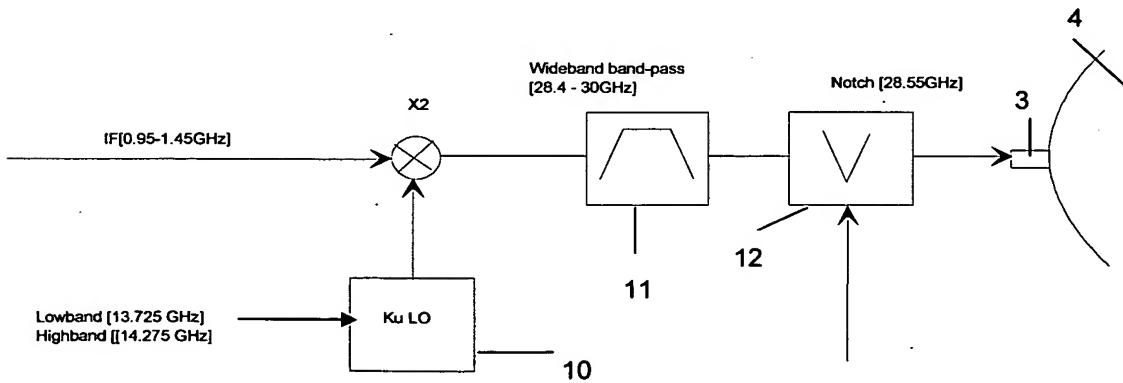 4
Wideband band-pass
[28.4 - 30GHz]
Notch [28.55GHz]
X2
3
IF[0.95-1.45GHz]
12
11
Lowband [13.725 GHz]
Highband [[14.275 GHz]
Ku LO
10